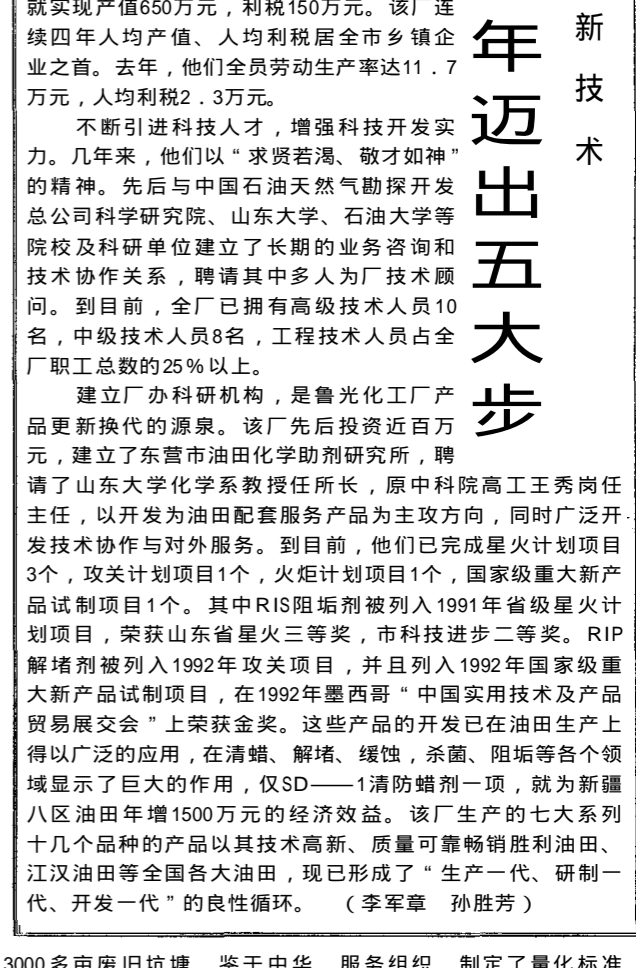 新技术
年迈出五大步
就实现产值650万元，利税150万元。该厂连
续四年人均产值、人均利税居全市乡镇企
业之首。去年，他们全员劳动生产率达11．7
万元，人均利税2．3万元。
不断引进科技人才，增强科技开发实
力。几年来，他们以“求贤若渴、敬才如神”
的精神。先后与中国石油天然气勘探开发
总公司科学研究院、山东大学、石油大学等
院校及科研单位建立了长期的业务咨询和
技术协作关系，聘请其中多人为厂技术顾
问。到目前，全厂已拥有高级技术人员10
名，中级技术人员8名，工程技术人员占全
厂职工总数的25%以上。
建立厂办科研机构，是鲁光化工厂产
品更新换代的源泉。该厂先后投资近百万
元，建立了东营市油田化学助剂研究所，聘
请了山东大学化学系教授任所长，原中科院高工王秀岗任
主任，以开发为油田配套服务产品为主攻方向，同时广泛开
发技术协作与对外服务。到目前，他们已完成星火计划项目
3个，攻关计划项目1个，火炬计划项目1个，国家级重大新产
品试制项目1个。其中RIS阻垢剂被列入1991年省级星火计
划项目，荣获山东省星火三等奖，市科技进步二等奖。RIP
解堵剂被列入1992年攻关项目，并且列入1992年国家级重
大新产品试制项目，在1992年墨西哥“中国实用技术及产品
贸易展交会”上荣获金奖。这些产品的开发已在油田生产上
得以广泛的应用，在清蜡、解堵、缓蚀，杀菌、阻垢等各个领
域显示了巨大的作用，仅SD——1清防蜡剂一项，就为新疆
八区油田年增1500万元的经济效益。该厂生产的七大系列
十几个品种的产品以其技术高新、质量可靠畅销胜利油田、
江汉油田等全国各大油田，现已形成了“生产一代、研制一
代、开发一代”的良性循环。　（李军章　孙胜芳）
3000多亩废旧坑塘　鉴于中华　服务组织　制定了量化标准